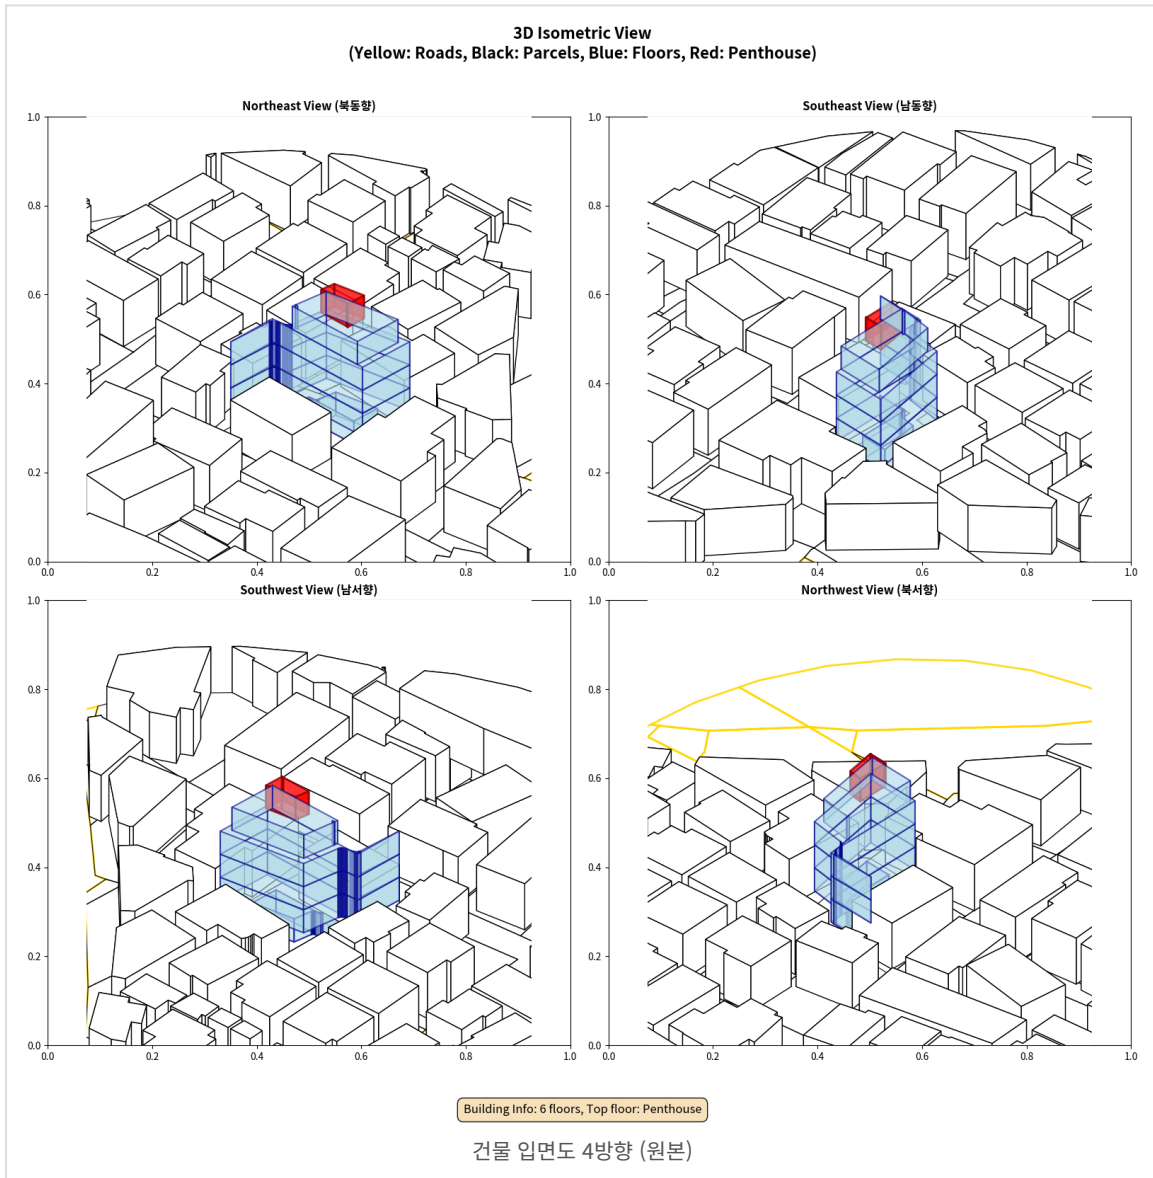 3D Isometric View
(Yellow: Roads, Black: Parcels, Blue: Floors, Red: Penthouse)
Northeast View (북동향)
1.0
0.8
0.6
0.4
0.2
0.0
0.0 0.2 0.4 0.6 0.8 1.0
Southeast View (남동향)
1.0
0.8
0.6
0.4
0.2
0.0
0.0 0.2 0.4 0.6 0.8 1.0
Southwest View (남서향)
1.0
0.8
0.6
0.4
0.2
0.0
0.0 0.2 0.4 0.6 0.8 1.0
Northwest View (북서향)
1.0
0.8
0.6
0.4
0.2
0.0
0.0 0.2 0.4 0.6 0.8 1.0
Building Info: 6 floors, Top floor: Penthouse
건물 입면도 4방향 (원본)